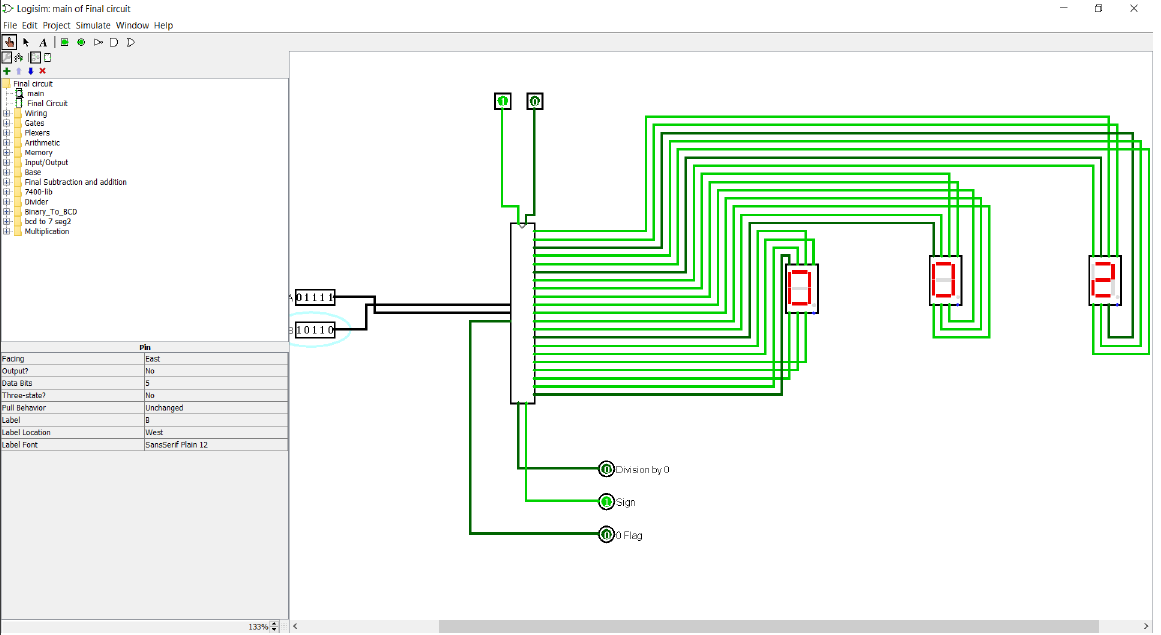 Logisim: main of Final circuit
File Edit Project Simulate Window Help
A
Final circuit
main
Final Circuit
Wiring
Gates
Plexers
Arithmetic
Memory
Input/Output
Base
Final Subtraction and addition
7400-lib
Divider
Binary_To_BCD
bcd to 7 seg2
Multiplication
Pin
Facing East
Output? No
Data Bits 5
Three-state? No
Pull Behavior Unchanged
Label B
Label Location West
Label Font SansSerif Plain 12
133%
1 0
A 01111
B 10110
0 0 2
0 Division by 0
1 Sign
0 0 Flag